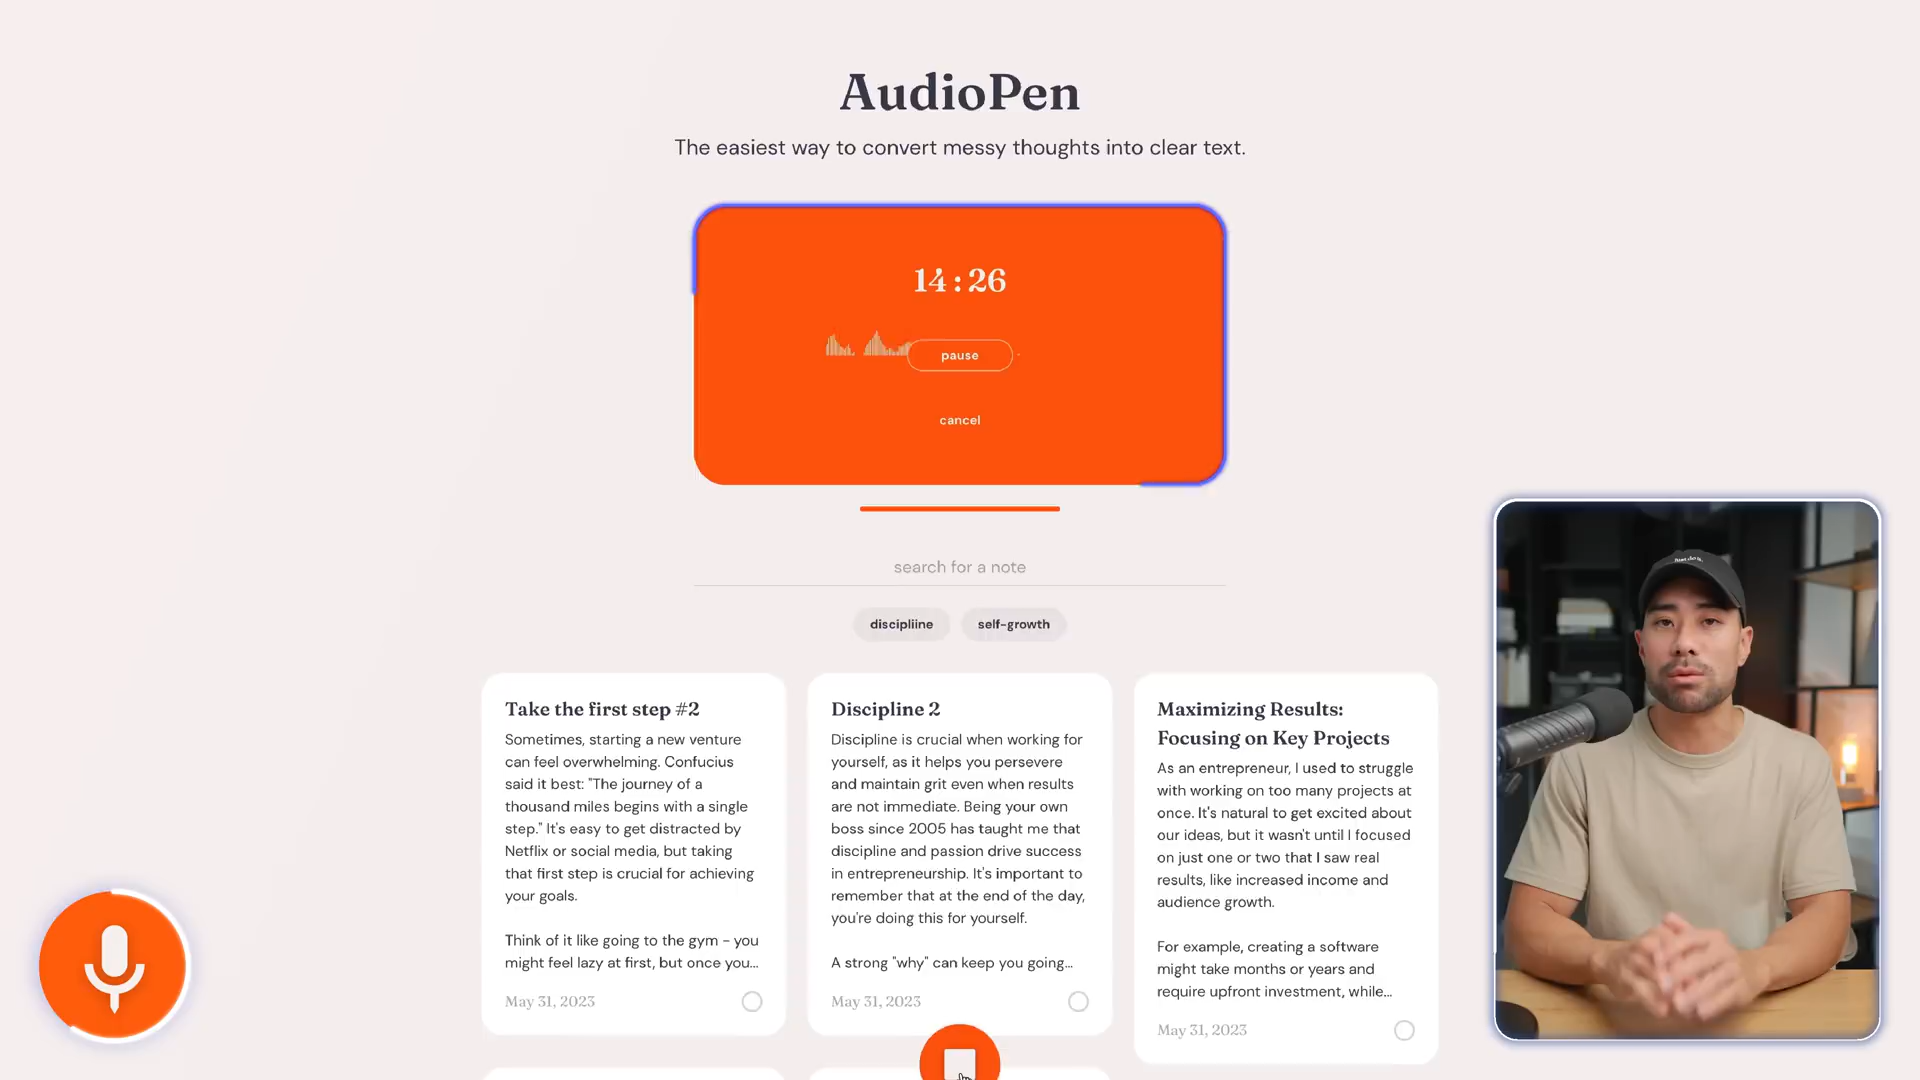 AudioPen
The easiest way to convert messy thoughts into clear text.
14:26
pause
cancel
search for a note
discipliine
self-growth
Take the first step #2
Sometimes, starting a new venture
can feel overwhelming. Confucius
said it best: "The journey of a
thousand miles begins with a single
step." It's easy to get distracted by
Netflix or social media, but taking
that first step is crucial for achieving
your goals.
Think of it like going to the gym – you
might feel lazy at first, but once you...
May 31, 2023
Discipline 2
Discipline is crucial when working for
yourself, as it helps you persevere
and maintain grit even when results
are not immediate. Being your own
boss since 2005 has taught me that
discipline and passion drive success
in entrepreneurship. It's important to
remember that at the end of the day,
you're doing this for yourself.
A strong "why" can keep you going...
May 31, 2023
Maximizing Results:
Focusing on Key Projects
As an entrepreneur, I used to struggle
with working on too many projects at
once. It's natural to get excited about
our ideas, but it wasn't until I focused
on just one or two that I saw real
results, like increased income and
audience growth.
For example, creating a software
might take months or years and
require upfront investment, while...
May 31, 2023